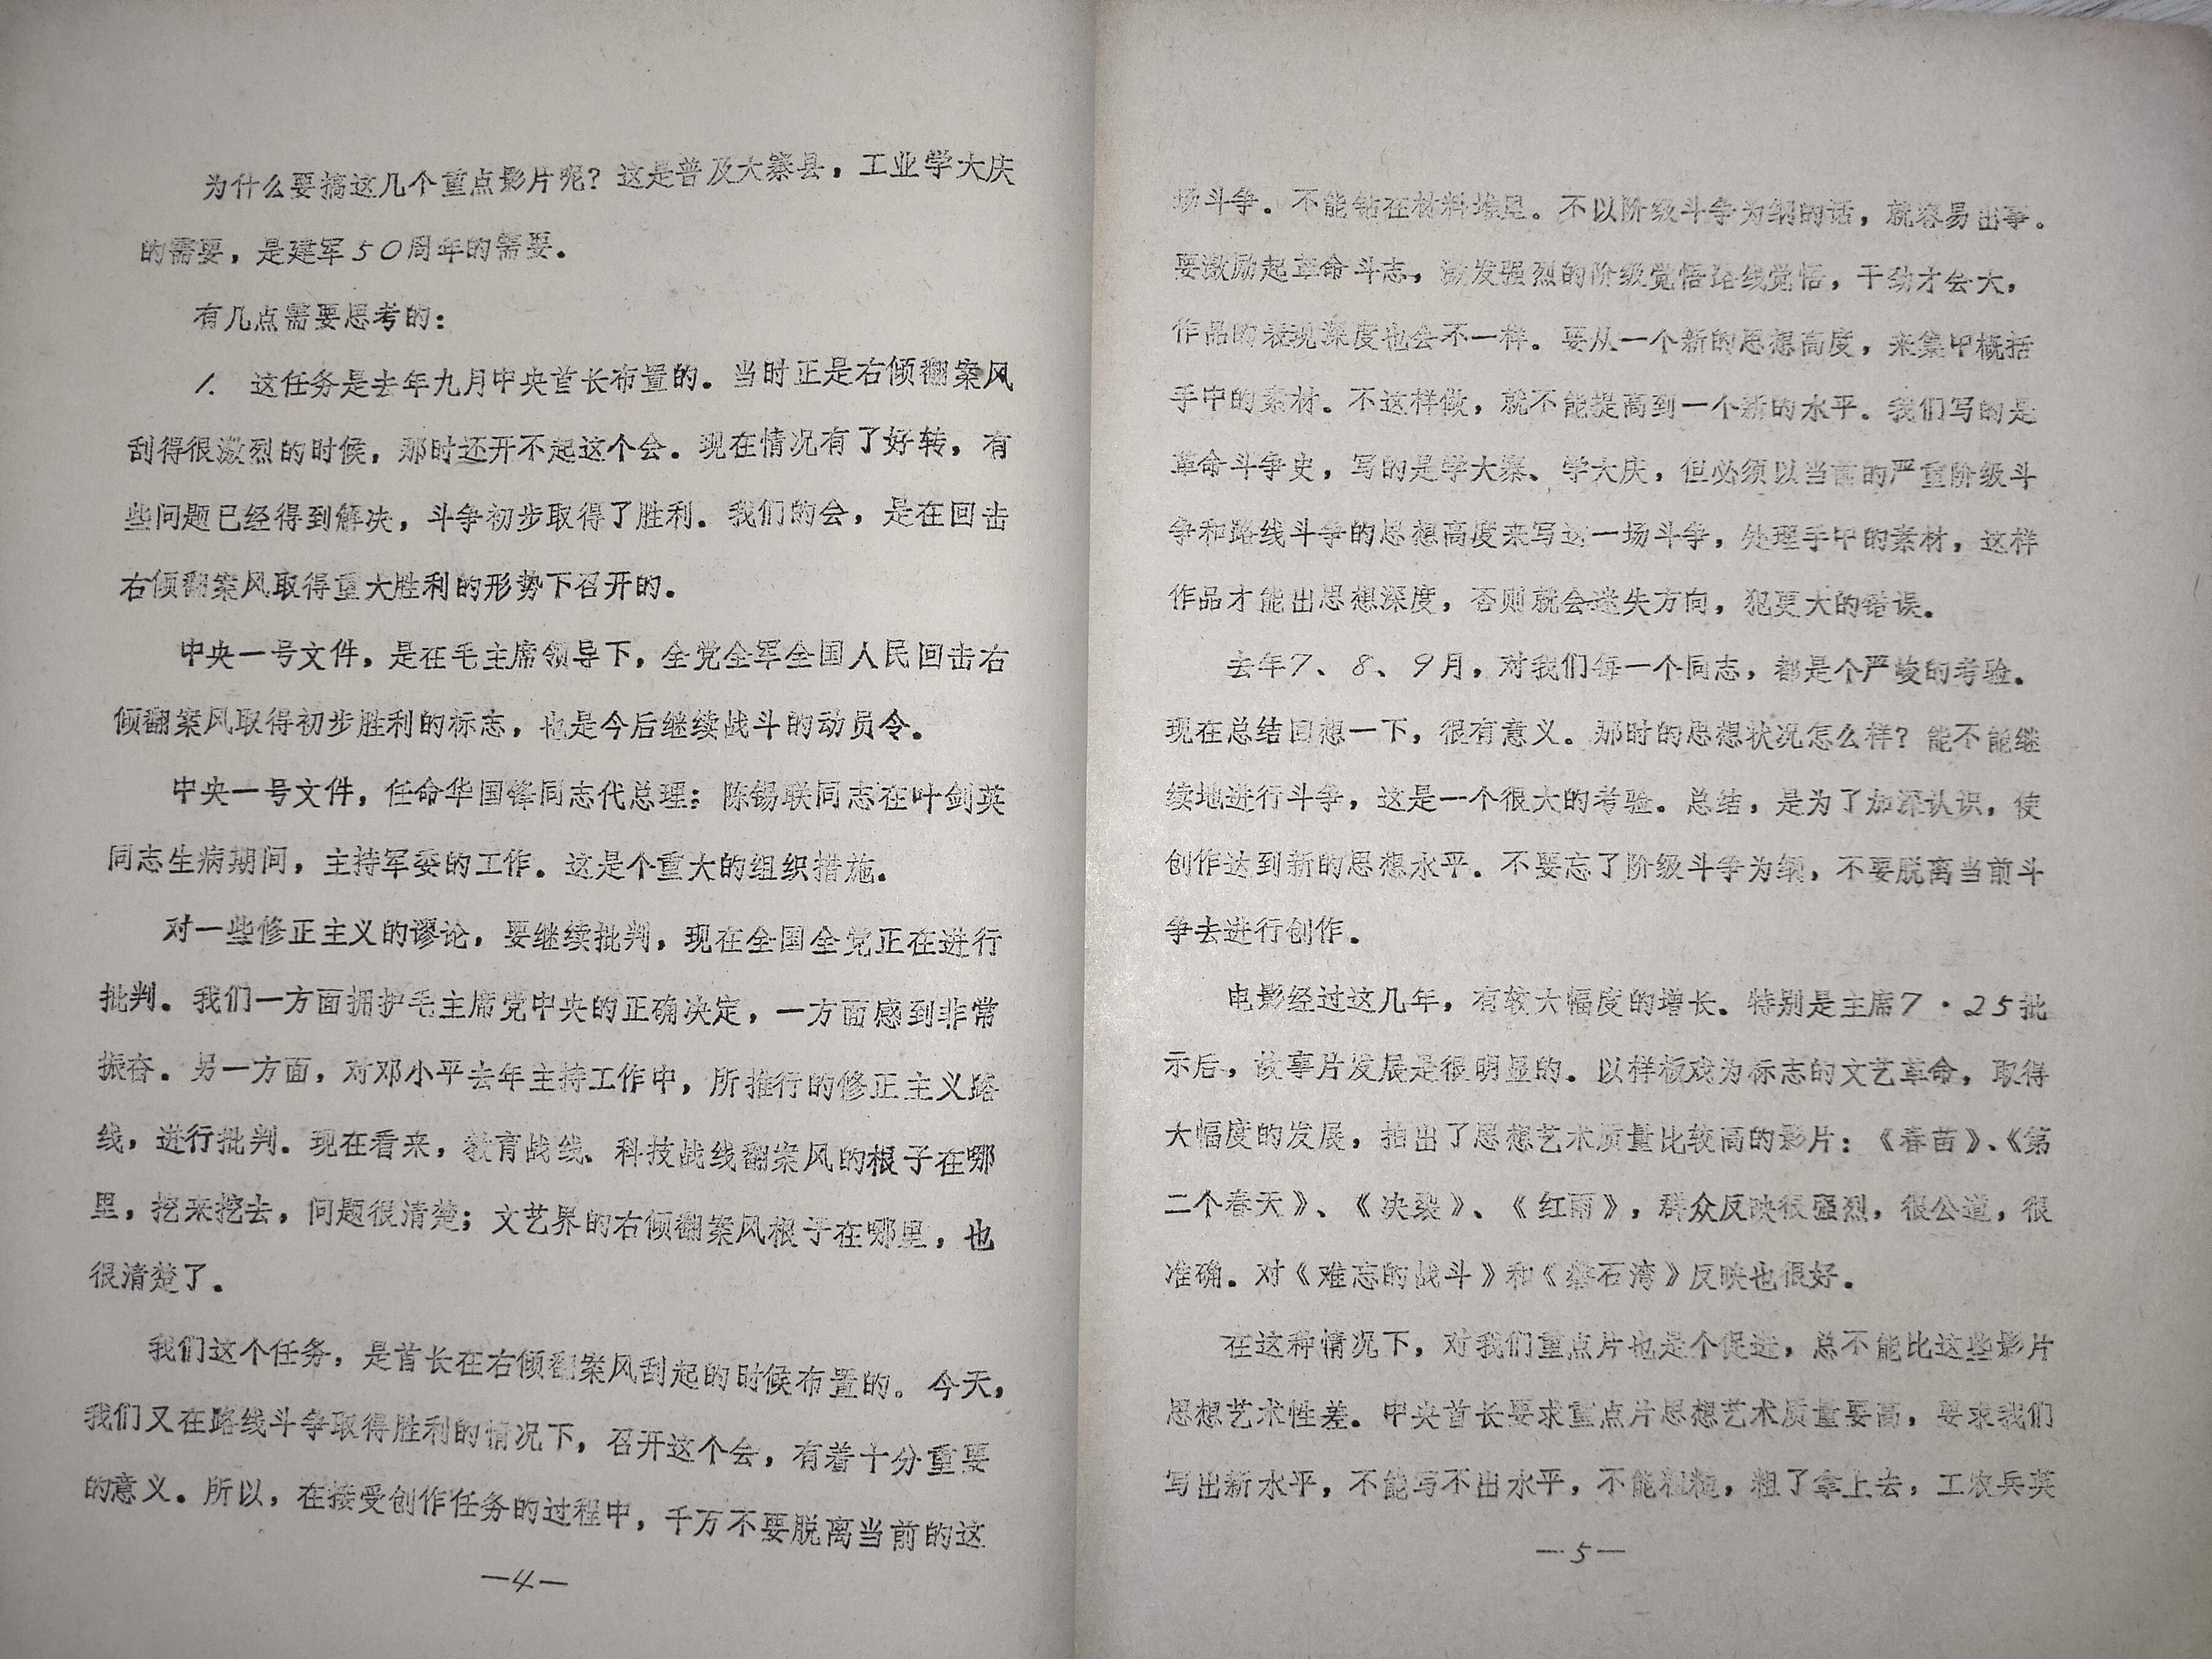 为什么要搞这几个重点影片呢？这是普及大寨县，工业学大庆
的需要，是建军50周年的需要。
有几点需要思考的：
1. 这任务是去年九月中央首长布置的。当时正是右倾翻案风
刮得很激烈的时候，那时还开不起这个会。现在情况有了好转，有
些问题已经得到解决，斗争初步取得了胜利。我们的会，是在回击
右倾翻案风取得重大胜利的形势下召开的。
中央一号文件，是在毛主席领导下，全党全军全国人民回击右
倾翻案风取得初步胜利的标志，也是今后继续战斗的动员令。
中央一号文件，任命华国锋同志代总理；陈锡联同志在叶剑英
同志生病期间，主持军委的工作。这是个重大的组织措施。
对一些修正主义的谬论，要继续批判，现在全国全党正在进行
批判。我们一方面拥护毛主席党中央的正确决定，一方面感到非常
振奋。另一方面，对邓小平去年主持工作中，所推行的修正主义路
线，进行批判。现在看来，教育战线、科技战线翻案风的根子在哪
里，挖来挖去，问题很清楚；文艺界的右倾翻案风根子在哪里，也
很清楚了。
我们这个任务，是首长在右倾翻案风刮起的时候布置的。今天，
我们又在路线斗争取得胜利的情况下，召开这个会，有着十分重要
的意义。所以，在接受创作任务的过程中，千万不要脱离当前的这
—4—
场斗争。不能钻在材料堆里。不以阶级斗争为纲的话，就容易出事。
要激励起革命斗志，激发强烈的阶级觉悟路线觉悟，干劲才会大，
作品的表现深度也会不一样。要从一个新的思想高度，来集中概括
手中的素材。不这样做，就不能提高到一个新的水平。我们写的是
革命斗争史，写的是学大寨、学大庆，但必须以当前的严重阶级斗
争和路线斗争的思想高度来写这一场斗争，处理手中的素材，这样
作品才能出思想深度，否则就会迷失方向，犯更大的错误。
去年7、8、9月，对我们每一个同志，都是个严峻的考验。
现在总结回想一下，很有意义。那时的思想状况怎么样？能不能继
续地进行斗争，这是一个很大的考验。总结，是为了加深认识，使
创作达到新的思想水平。不要忘了阶级斗争为纲，不要脱离当前斗
争去进行创作。
电影经过这几年，有较大幅度的增长。特别是主席7·25批
示后，故事片发展是很明显的。以样板戏为标志的文艺革命，取得
大幅度的发展，拍出了思想艺术质量比较高的影片：《春苗》、《第
二个春天》、《决裂》、《红雨》，群众反映很强烈，很公道，很
准确。对《难忘的战斗》和《磐石湾》反映也很好。
在这种情况下，对我们重点片也是个促进，总不能比这些影片
思想艺术性差。中央首长要求重点片思想艺术质量要高，要求我们
写出新水平，不能写不出水平，不能粗糙，粗了拿上去，工农兵英
—5—